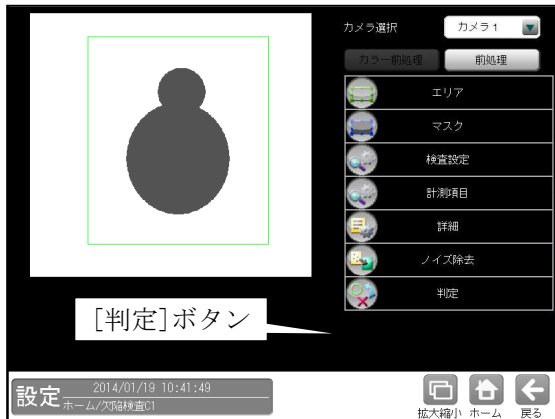 カメラ選択
カメラ1
カラー前処理
前処理
エリア
マスク
検査設定
計測項目
詳細
ノイズ除去
判定
[判定]ボタン
設定
2014/01/19 10:41:49
ホーム/欠陥検査C1
拡大縮小
ホーム
戻る